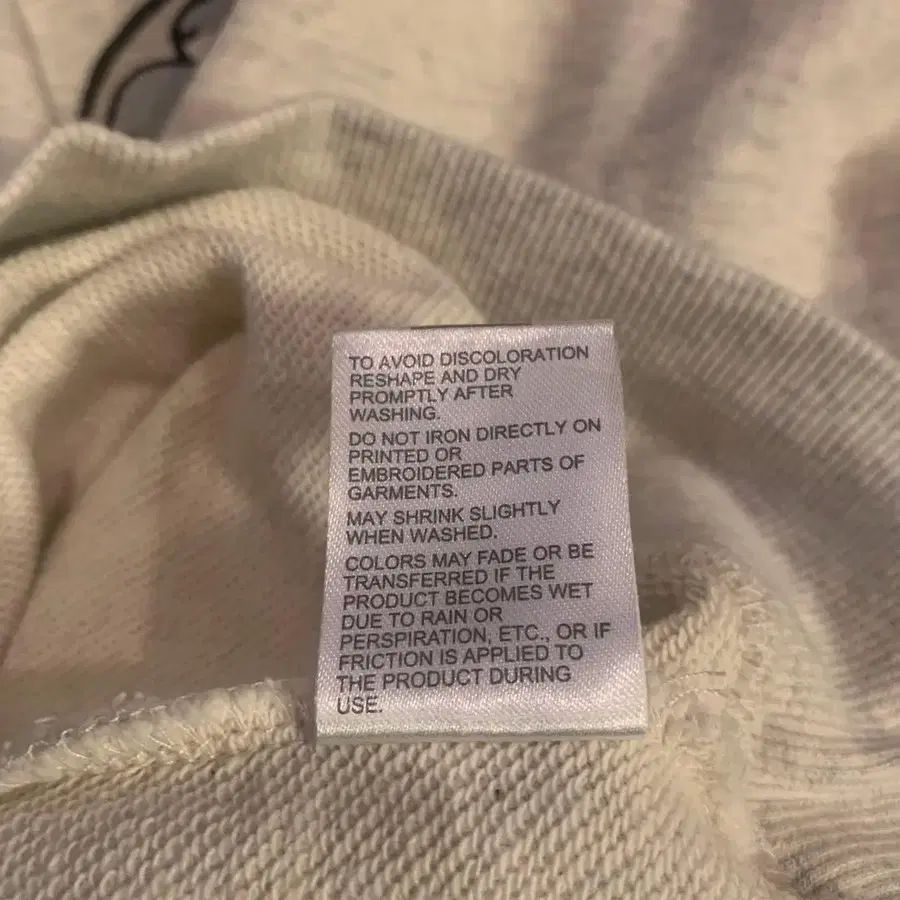 TO AVOID DISCOLORATION
RESHAPE AND DRY
PROMPTLY AFTER
WASHING.
DO NOT IRON DIRECTLY ON
PRINTED OR
EMBROIDERED PARTS OF
GARMENTS.
MAY SHRINK SLIGHTLY
WHEN WASHED.
COLORS MAY FADE OR BE
TRANSFERRED IF THE
PRODUCT BECOMES WET
DUE TO RAIN OR
PERSPIRATION, ETC., OR IF
FRICTION IS APPLIED TO
THE PRODUCT DURING
USE.